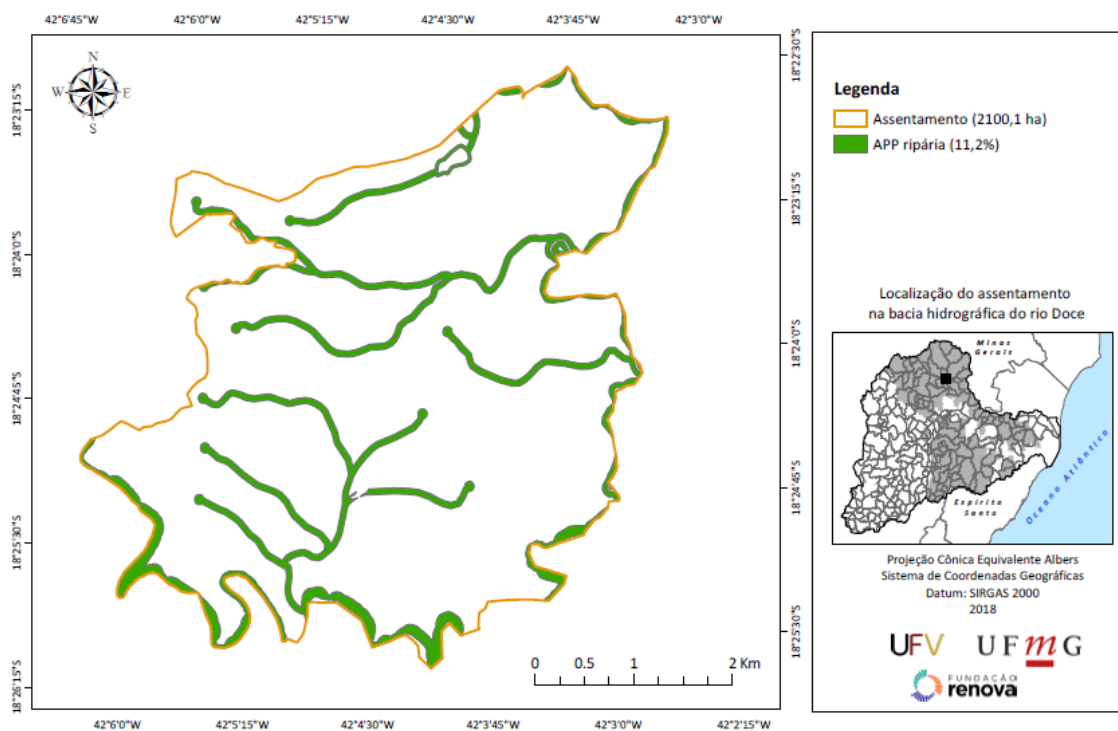 42°6'45"W 42°6'0"W 42°5'15"W 42°4'30"W 42°3'45"W 42°3'0"W
18°23'15"S
18°24'0"S
18°24'45"S
18°25'30"S
18°26'15"S
N
W E
S
0 0.5 1 2 Km
18°22'30"S
18°23'15"S
18°24'0"S
18°24'45"S
18°25'30"S
42°6'0"W 42°5'15"W 42°4'30"W 42°3'45"W 42°3'0"W 42°2'15"W
Legenda
Assentamento (2100,1 ha)
APP ripária (11,2%)
Localização do assentamento
na bacia hidrográfica do rio Doce
Minas
Gerais
Espírito
Santo
Oceano Atlântico
Projeção Cônica Equivalente Albers
Sistema de Coordenadas Geográficas
Datum: SIRGAS 2000
2018
UFV UFmG
FUNDAÇÃO
renova